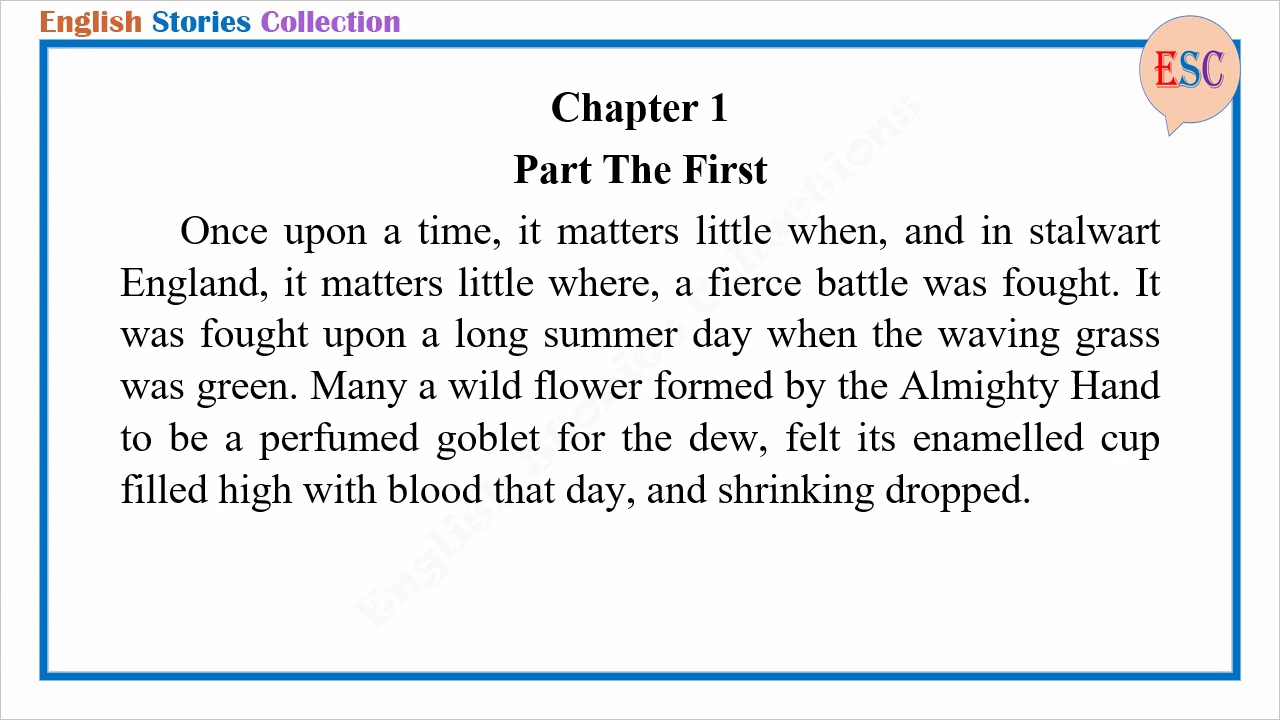 English Stories Collection
ESC
Chapter 1
Part The First
Once upon a time, it matters little when, and in stalwart
England, it matters little where, a fierce battle was fought. It
was fought upon a long summer day when the waving grass
was green. Many a wild flower formed by the Almighty Hand
to be a perfumed goblet for the dew, felt its enamelled cup
filled high with blood that day, and shrinking dropped.
English Stories Collections